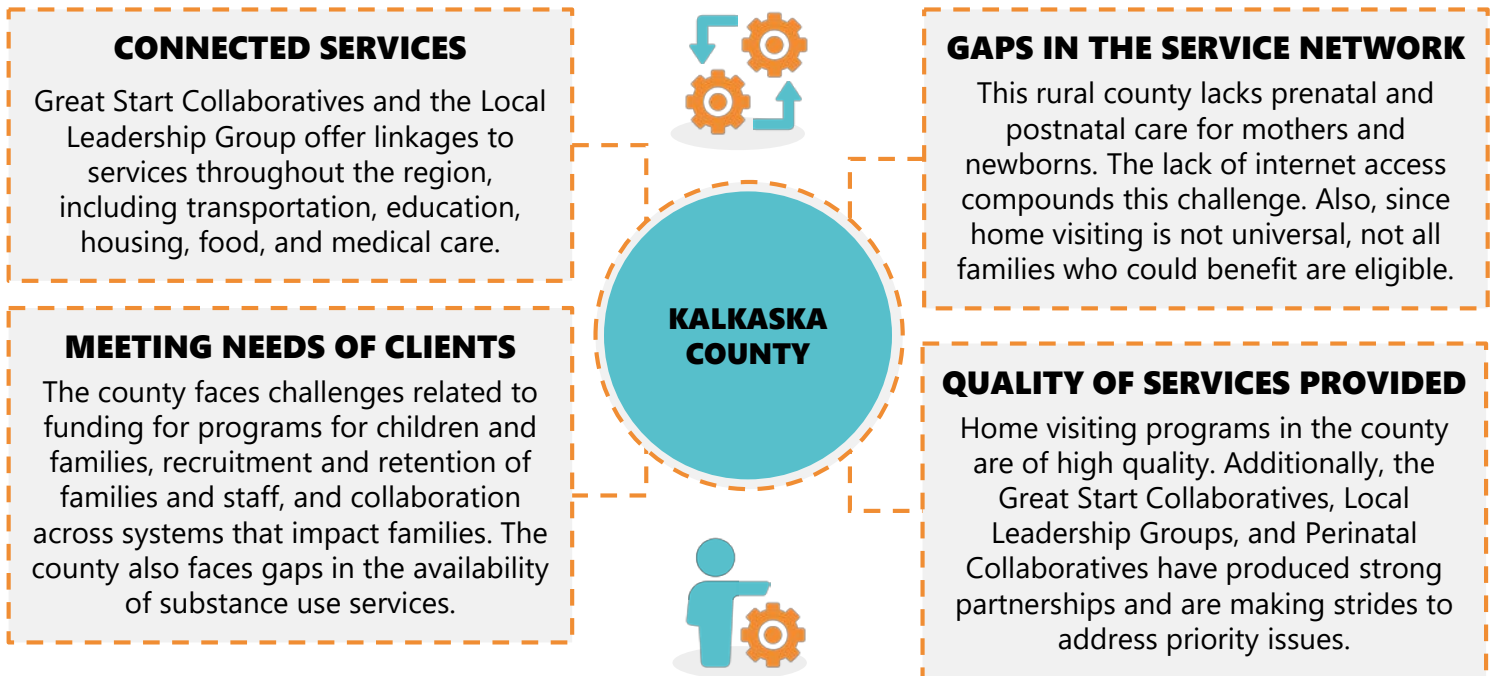 CONNECTED SERVICES
Great Start Collaboratives and the Local
Leadership Group offer linkages to
services throughout the region,
including transportation, education,
housing, food, and medical care.
MEETING NEEDS OF CLIENTS
The county faces challenges related to
funding for programs for children and
families, recruitment and retention of
families and staff, and collaboration
across systems that impact families. The
county also faces gaps in the availability
of substance use services.
KALKASKA
COUNTY
GAPS IN THE SERVICE NETWORK
This rural county lacks prenatal and
postnatal care for mothers and
newborns. The lack of internet access
compounds this challenge. Also, since
home visiting is not universal, not all
families who could benefit are eligible.
QUALITY OF SERVICES PROVIDED
Home visiting programs in the county
are of high quality. Additionally, the
Great Start Collaboratives, Local
Leadership Groups, and Perinatal
Collaboratives have produced strong
partnerships and are making strides to
address priority issues.